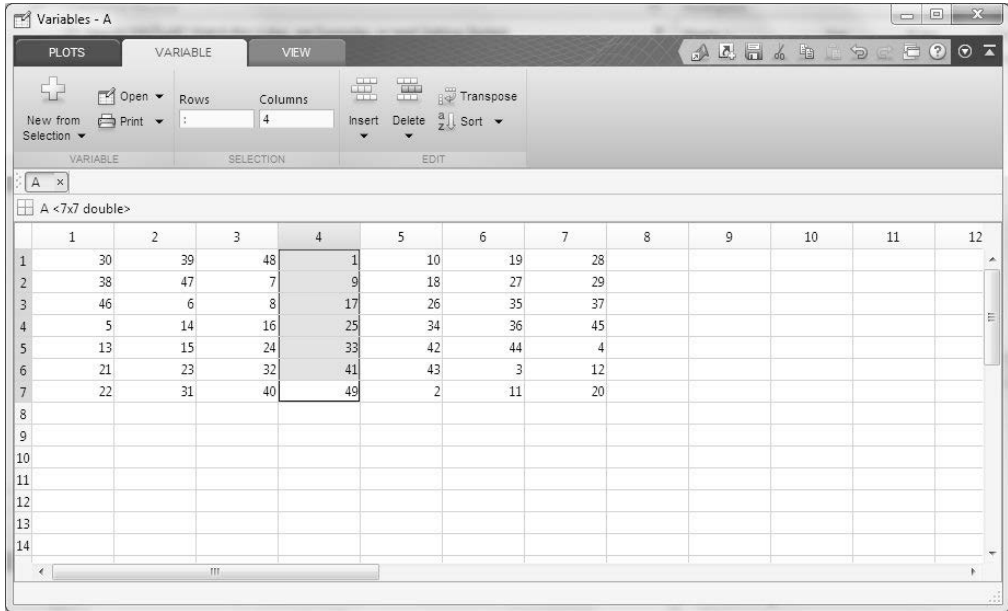 Variables - A
PLOTS VARIABLE VIEW
New from
Selection
Open
Print
VARIABLE
Rows Columns
: 4
SELECTION
Insert Delete
Transpose
Sort
EDIT
A
A <7x7 double>
1 2 3 4 5 6 7 8 9 10 11 12
1 30 39 48 1 10 19 28
2 38 47 7 9 18 27 29
3 46 6 8 17 26 35 37
4 5 14 16 25 34 36 45
5 13 15 24 33 42 44 4
6 21 23 32 41 43 3 12
7 22 31 40 49 2 11 20
8
9
10
11
12
13
14